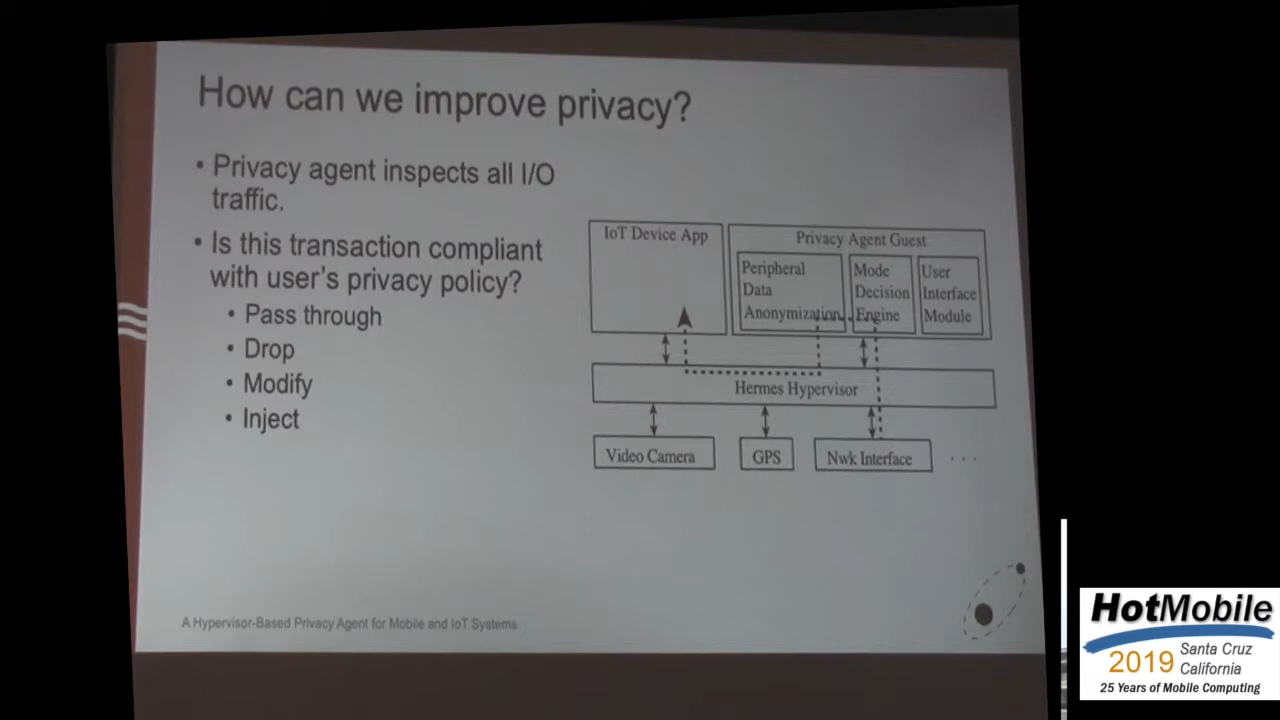 How can we improve privacy?
• Privacy agent inspects all I/O
traffic.
• Is this transaction compliant
with user's privacy policy?
• Pass through
• Drop
• Modify
• Inject
IoT Device App
Privacy Agent Guest
Peripheral
Data
Anonymization
Mode
Decision
Engine
User
Interface
Module
Hermes Hypervisor
Video Camera
GPS
Nwk Interface
. . .
A Hypervisor-Based Privacy Agent for Mobile and IoT Systems
HotMobile
2019
Santa Cruz
California
25 Years of Mobile Computing